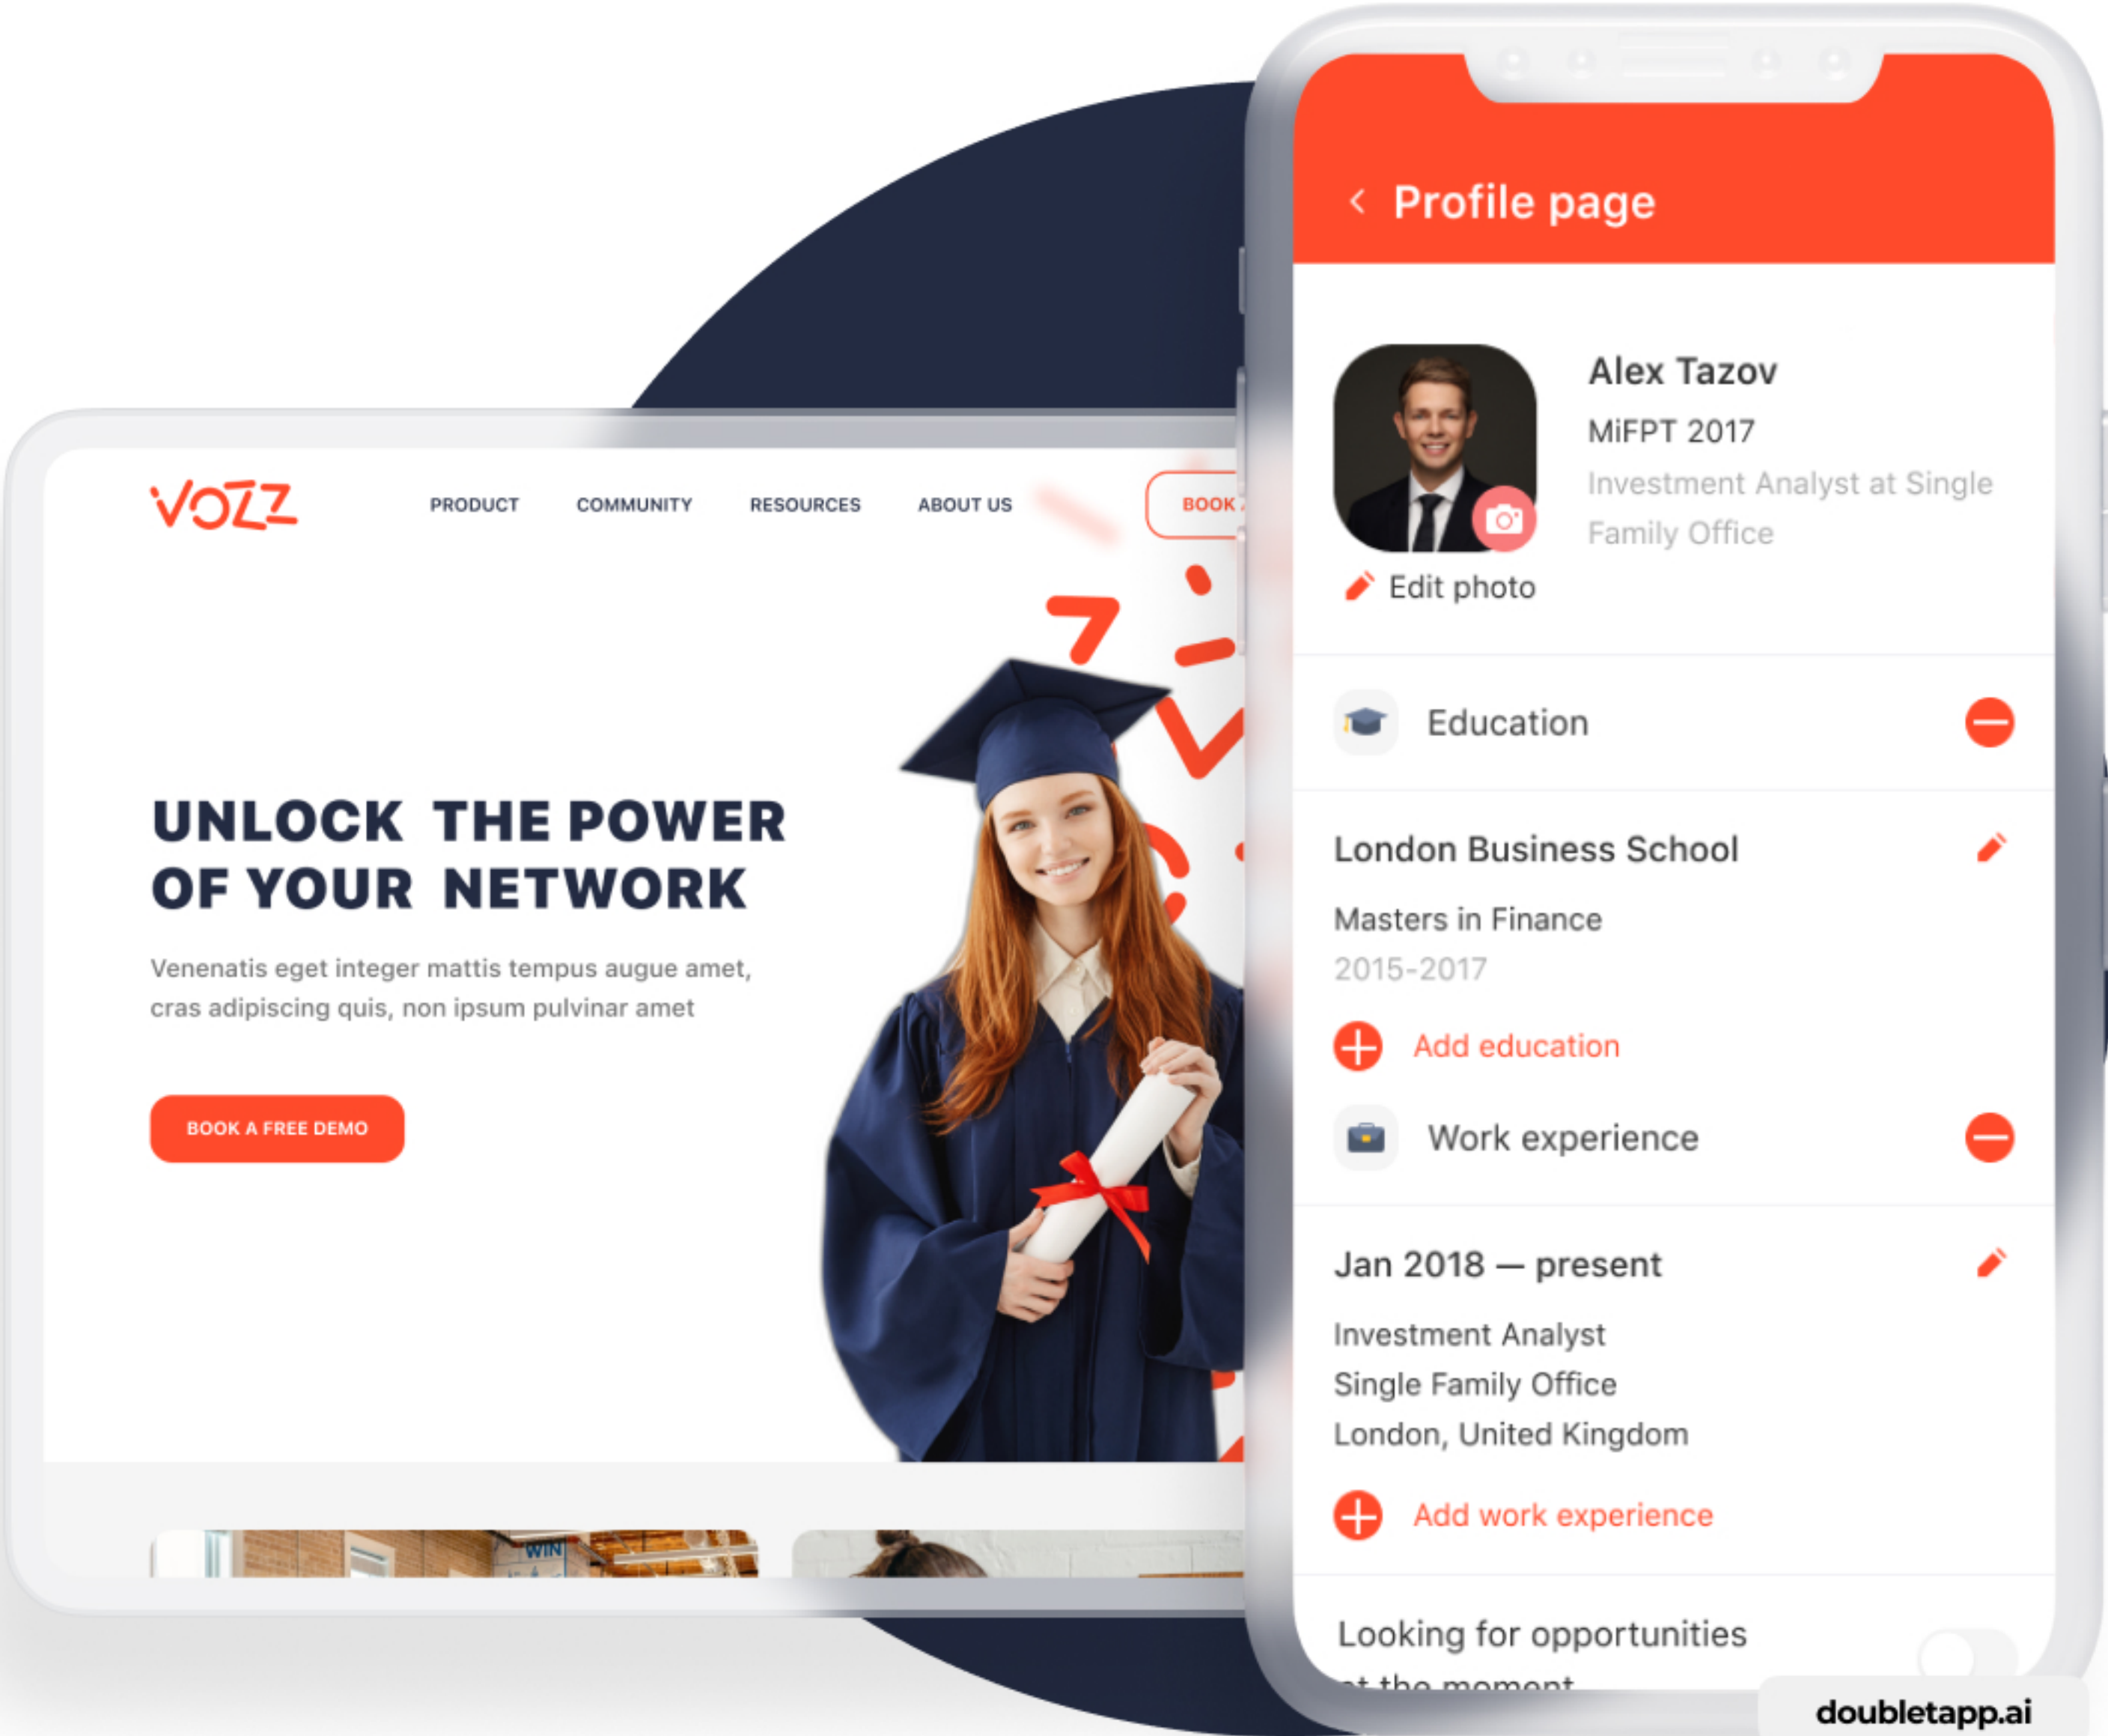 VOZZ
PRODUCT
COMMUNITY
RESOURCES
ABOUT US
BOOK
UNLOCK THE POWER
OF YOUR NETWORK
Venenatis eget integer mattis tempus augue amet,
cras adipiscing quis, non ipsum pulvinar amet
BOOK A FREE DEMO
WIN
Profile page
Alex Tazov
MiFPT 2017
Investment Analyst at Single
Family Office
Edit photo
Education
London Business School
Masters in Finance
2015-2017
Add education
Work experience
Jan 2018 — present
Investment Analyst
Single Family Office
London, United Kingdom
Add work experience
Looking for opportunities
at the moment
doubletapp.ai